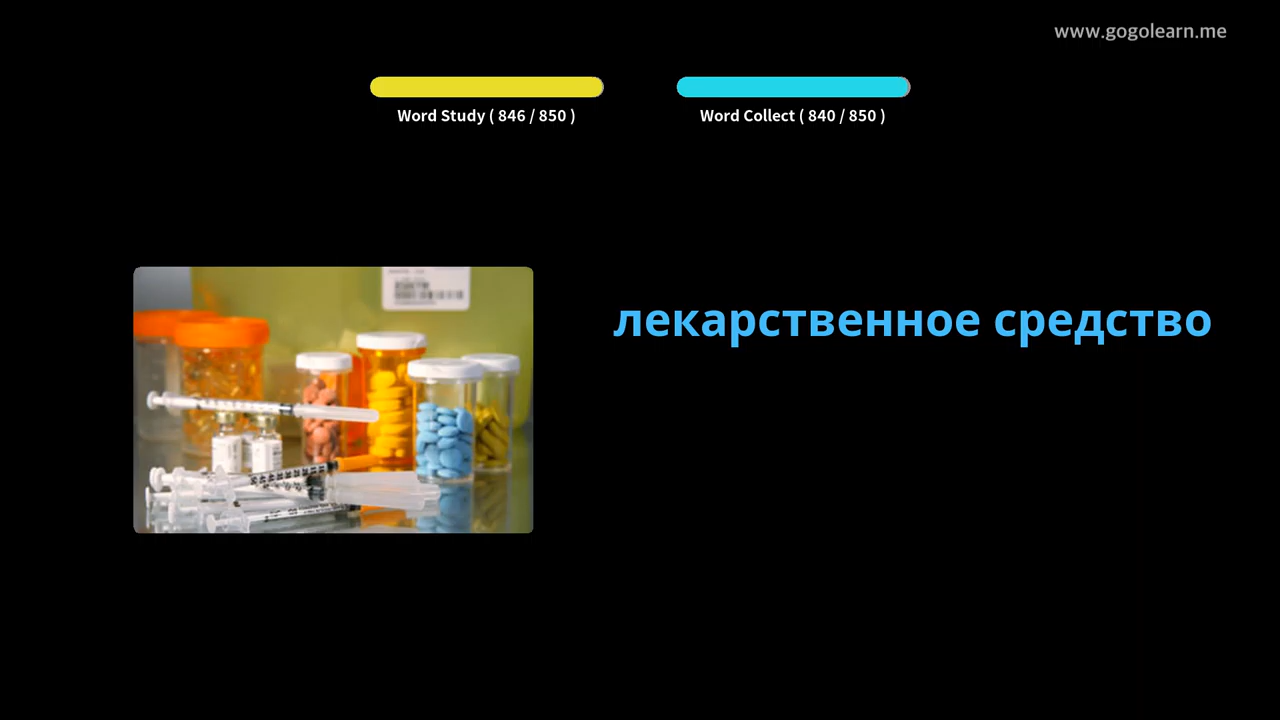 www.gogolearn.me
Word Study ( 846 / 850 )
Word Collect ( 840 / 850 )
лекарственное средство